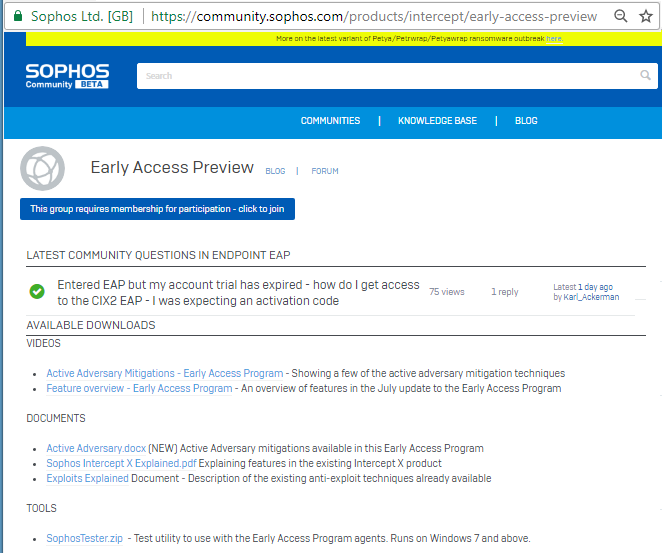 Sophos Ltd. [GB] | https://community.sophos.com/products/intercept/early-access-preview
More on the latest variant of Petya/Petrwrap/Petyawrap ransomware outbreak here.
SOPHOS
Community BETA
Search
COMMUNITIES | KNOWLEDGE BASE | BLOG
Early Access Preview BLOG | FORUM
This group requires membership for participation - click to join
LATEST COMMUNITY QUESTIONS IN ENDPOINT EAP
Entered EAP but my account trial has expired - how do I get access
to the CIX2 EAP - I was expecting an activation code
75 views
1 reply
Latest 1 day ago
by Karl_Ackerman
AVAILABLE DOWNLOADS
VIDEOS
• Active Adversary Mitigations - Early Access Program - Showing a few of the active adversary mitigation techniques
• Feature overview - Early Access Program - An overview of features in the July update to the Early Access Program
DOCUMENTS
• Active Adversary.docx (NEW) Active Adversary mitigations available in this Early Access Program
• Sophos Intercept X Explained.pdf Explaining features in the existing Intercept X product
• Exploits Explained Document - Description of the existing anti-exploit techniques already available
TOOLS
• SophosTester.zip - Test utility to use with the Early Access Program agents. Runs on Windows 7 and above.